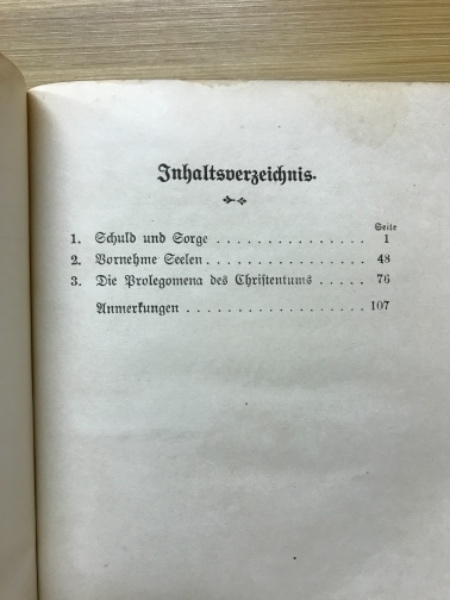 Inhaltsverzeichnis.
Seite
1. Schuld und Sorge . . . . . . . . . . . . . . . 1
2. Vornehme Seelen . . . . . . . . . . . . . . . . 48
3. Die Prolegomena des Christentums . . . . . 76
Anmerkungen . . . . . . . . . . . . . . . . . . 107